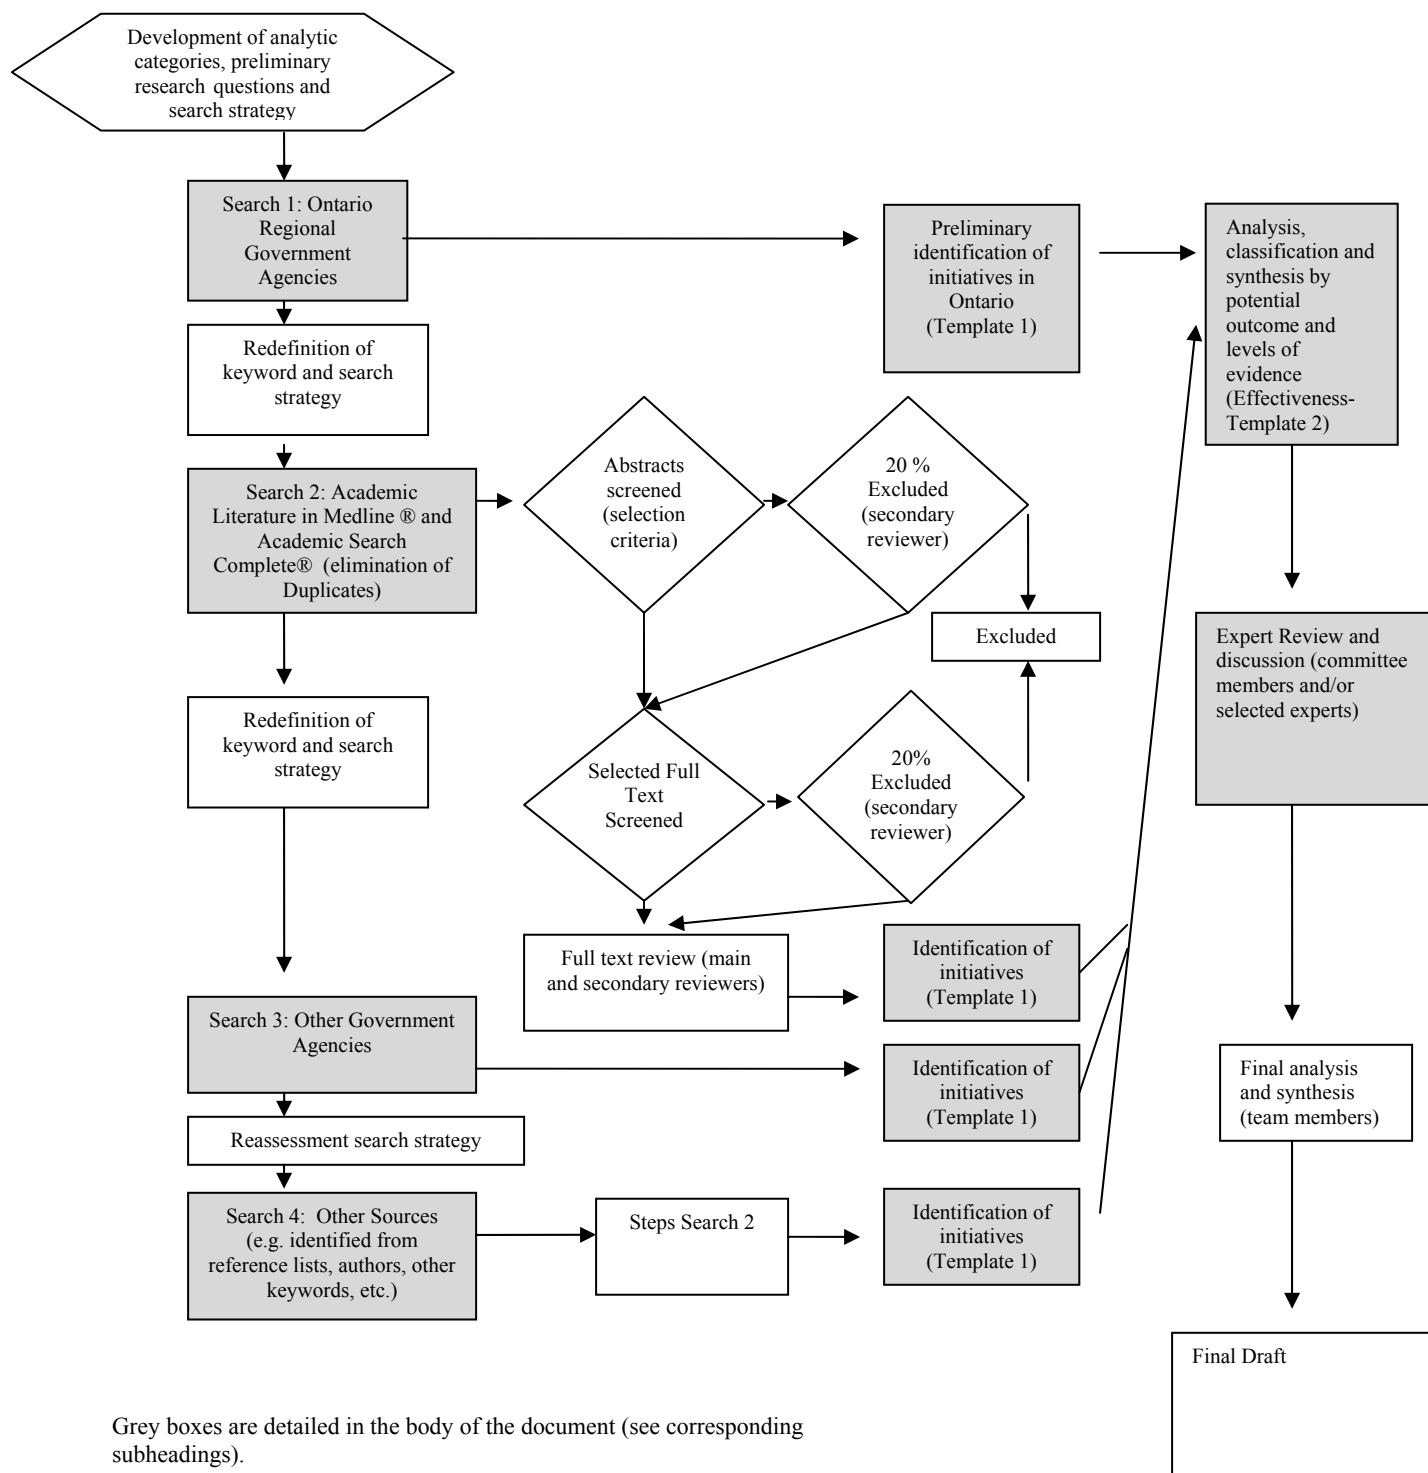 Development of analytic
categories, preliminary
research questions and
search strategy
Search 1: Ontario
Regional
Government
Agencies
Preliminary
identification of
initiatives in
Ontario
(Template 1)
Analysis,
classification and
synthesis by
potential
outcome and
levels of
evidence
(Effectiveness-
Template 2)
Redefinition of
keyword and search
strategy
Search 2: Academic
Literature in Medline ® and
Academic Search
Complete® (elimination of
Duplicates)
Abstracts
screened
(selection
criteria)
20 %
Excluded
(secondary
reviewer)
Excluded
Expert Review and
discussion (committee
members and/or
selected experts)
Redefinition of
keyword and search
strategy
Selected Full
Text
Screened
20%
Excluded
(secondary
reviewer)
Full text review (main
and secondary reviewers)
Identification of
initiatives
(Template 1)
Search 3: Other Government
Agencies
Identification of
initiatives
(Template 1)
Final analysis
and synthesis
(team members)
Reassessment search strategy
Search 4: Other Sources
(e.g. identified from
reference lists, authors, other
keywords, etc.)
Steps Search 2
Identification of
initiatives
(Template 1)
Final Draft
Grey boxes are detailed in the body of the document (see corresponding
subheadings).